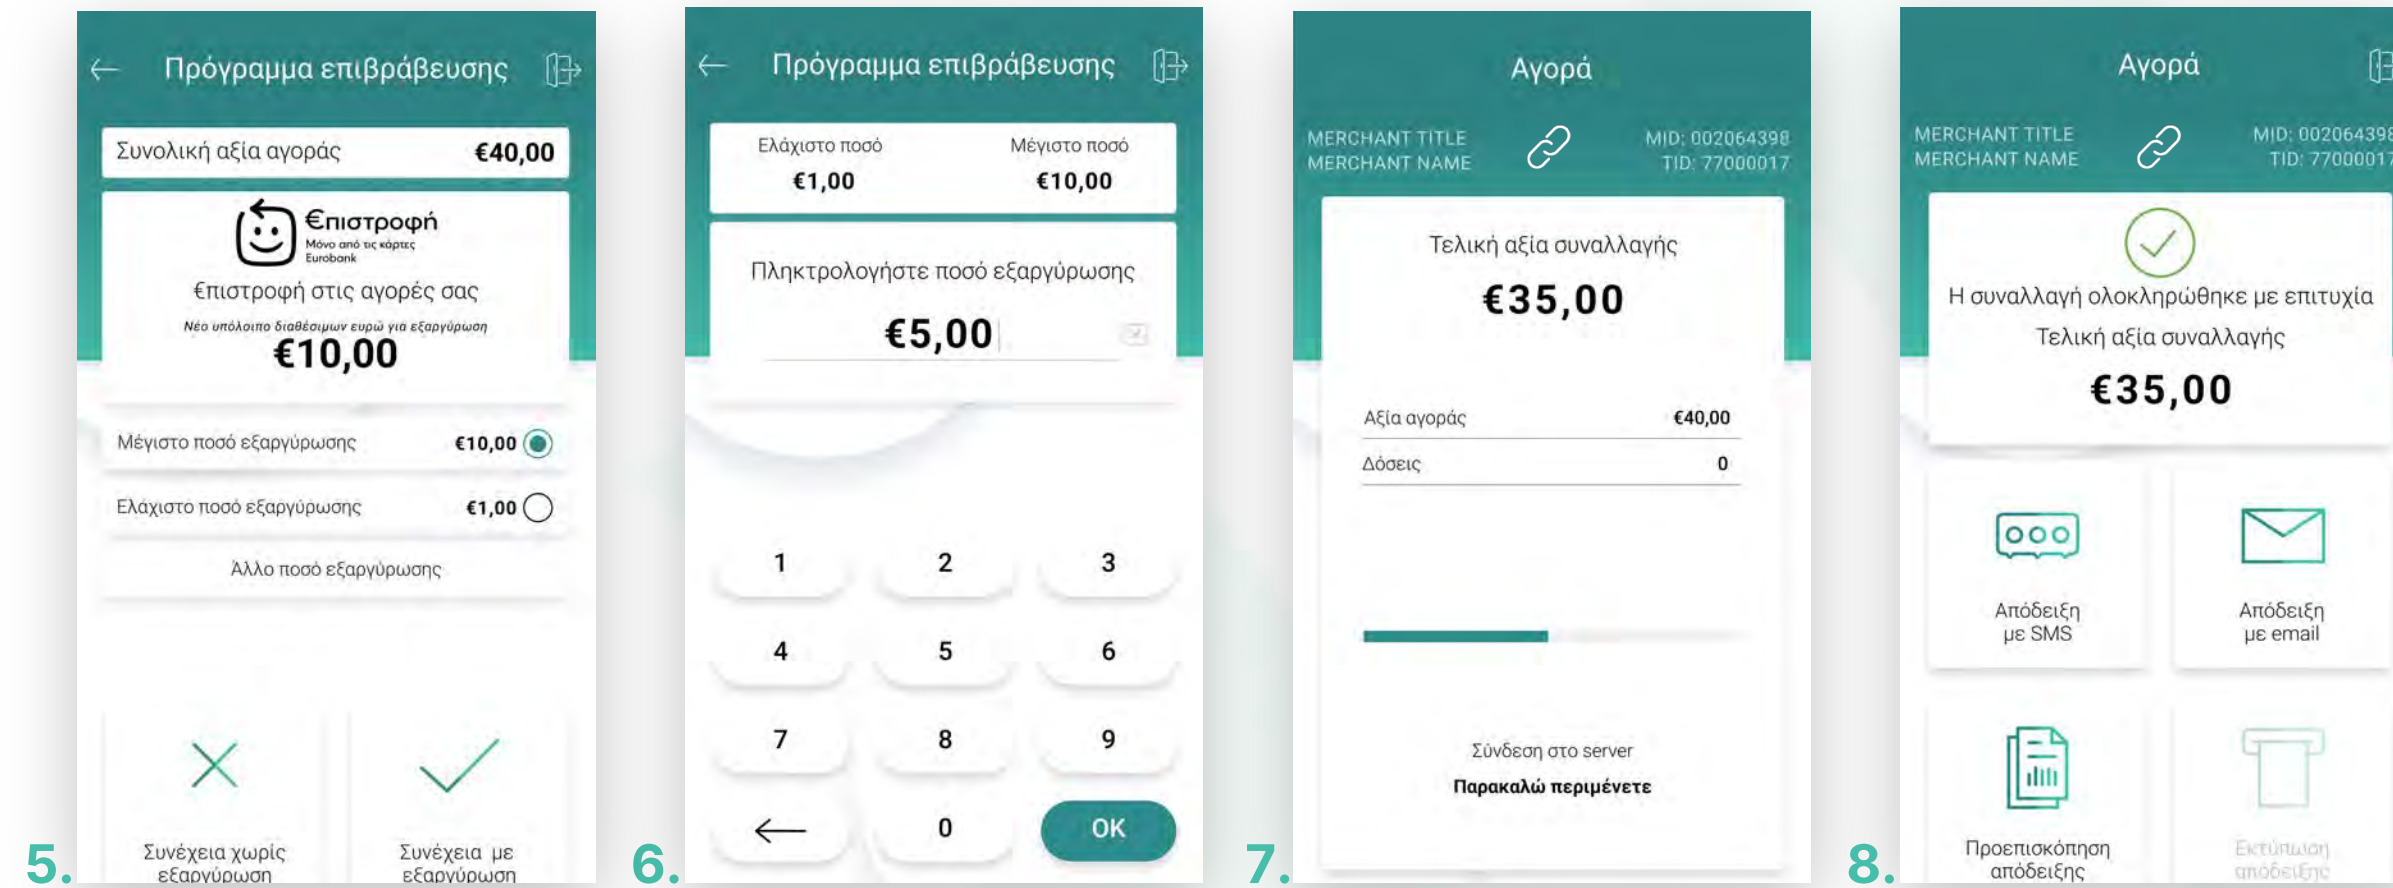 Πρόγραμμα επιβράβευσης
Συνολική αξία αγοράς €40,00
€πιστροφή
Μόνο από τις κάρτες
Eurobank
€πιστροφή στις αγορές σας
Νέο υπόλοιπο διαθέσιμων ευρώ για εξαργύρωση
€10,00
Μέγιστο ποσό εξαργύρωσης €10,00
Ελάχιστο ποσό εξαργύρωσης €1,00
Άλλο ποσό εξαργύρωσης
Συνέχεια χωρίς
εξαργύρωση
Συνέχεια με
εξαργύρωση
5.
Πρόγραμμα επιβράβευσης
Ελάχιστο ποσό
€1,00
Μέγιστο ποσό
€10,00
Πληκτρολογήστε ποσό εξαργύρωσης
€5,00
1 2 3
4 5 6
7 8 9
0 OK
6.
Αγορά
MERCHANT TITLE
MERCHANT NAME
MID: 002064398
TID: 77000017
Τελική αξία συναλλαγής
€35,00
Αξία αγοράς €40,00
Δόσεις 0
Σύνδεση στο server
Παρακαλώ περιμένετε
7.
Αγορά
MERCHANT TITLE
MERCHANT NAME
MID: 002064398
TID: 77000017
Η συναλλαγή ολοκληρώθηκε με επιτυχία
Τελική αξία συναλλαγής
€35,00
Απόδειξη
με SMS
Απόδειξη
με email
Προεπισκόπηση
απόδειξης
Εκτύπωση
απόδειξης
8.